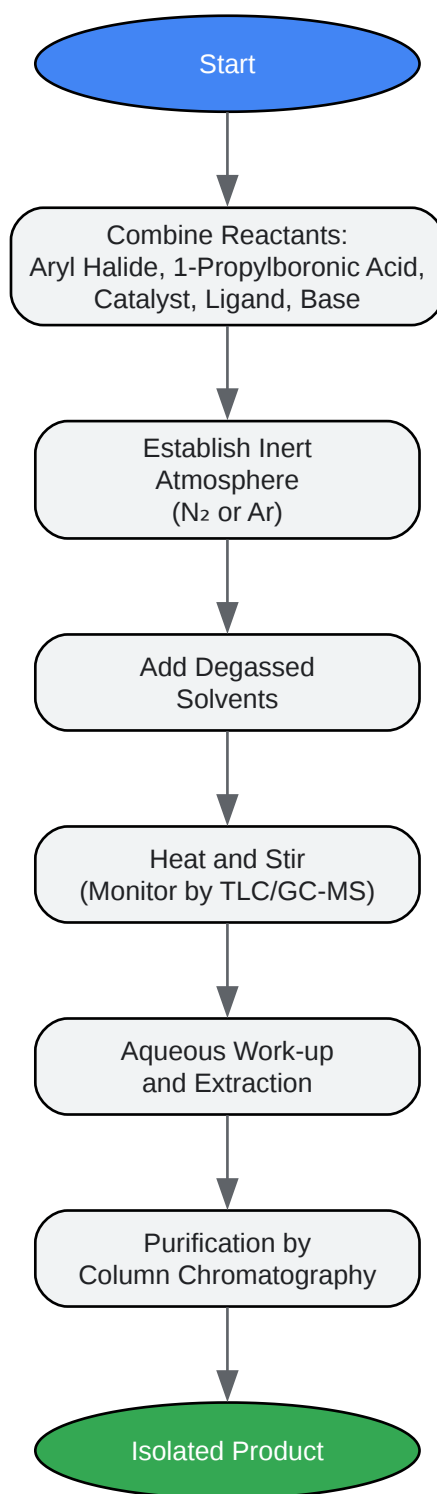 Start
Combine Reactants:
Aryl Halide, 1-Propylboronic Acid,
Catalyst, Ligand, Base
Establish Inert
Atmosphere
(N₂ or Ar)
Add Degassed
Solvents
Heat and Stir
(Monitor by TLC/GC-MS)
Aqueous Work-up
and Extraction
Purification by
Column Chromatography
Isolated Product